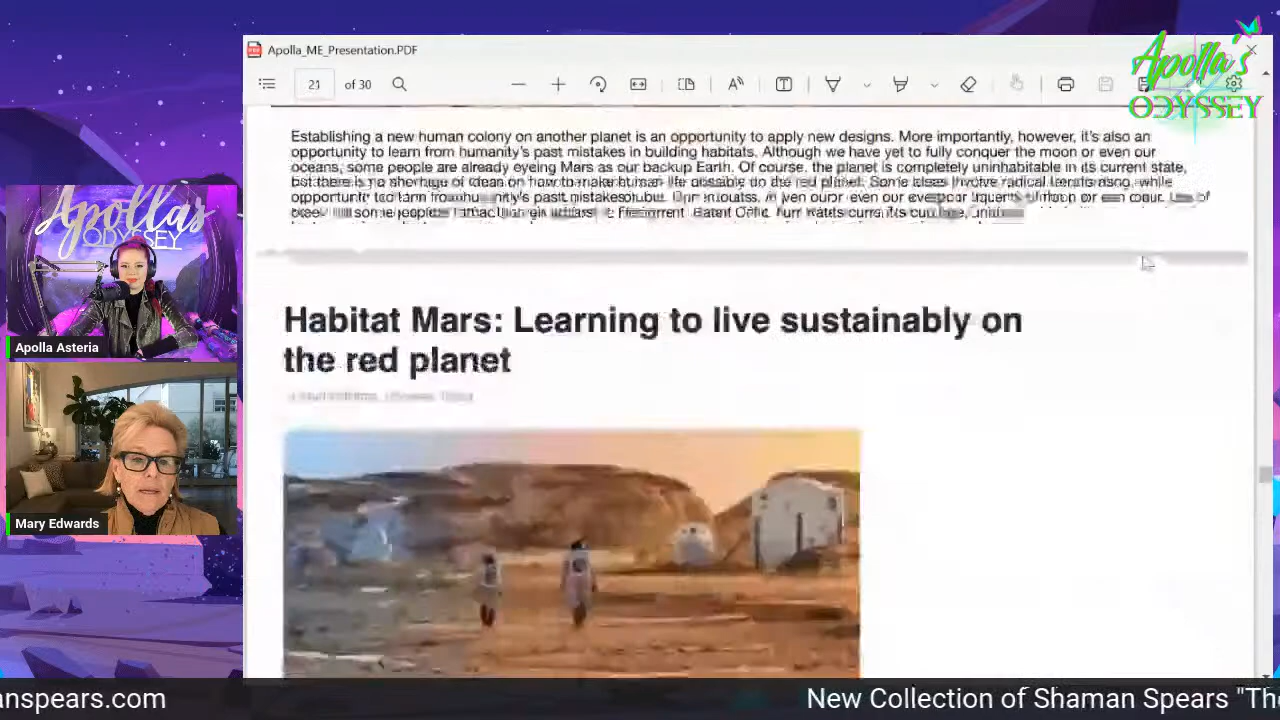 Apolla_ME_Presentation.PDF
Apolla's
ODYSSEY
21 of 30
Establishing a new human colony on another planet is an opportunity to apply new designs. More importantly, however, it's also an
opportunity to learn from humanity's past mistakes in building habitats. Although we have yet to fully conquer the moon or even our
oceans, some people are already eyeing Mars as our backup Earth. Of course, the planet is completely uninhabitable in its current state,
Apollas
ODYSSEY
Apolla Asteria
Habitat Mars: Learning to live sustainably on
the red planet
Mary Edwards
anspears.com
New Collection of Shaman Spears "Tha